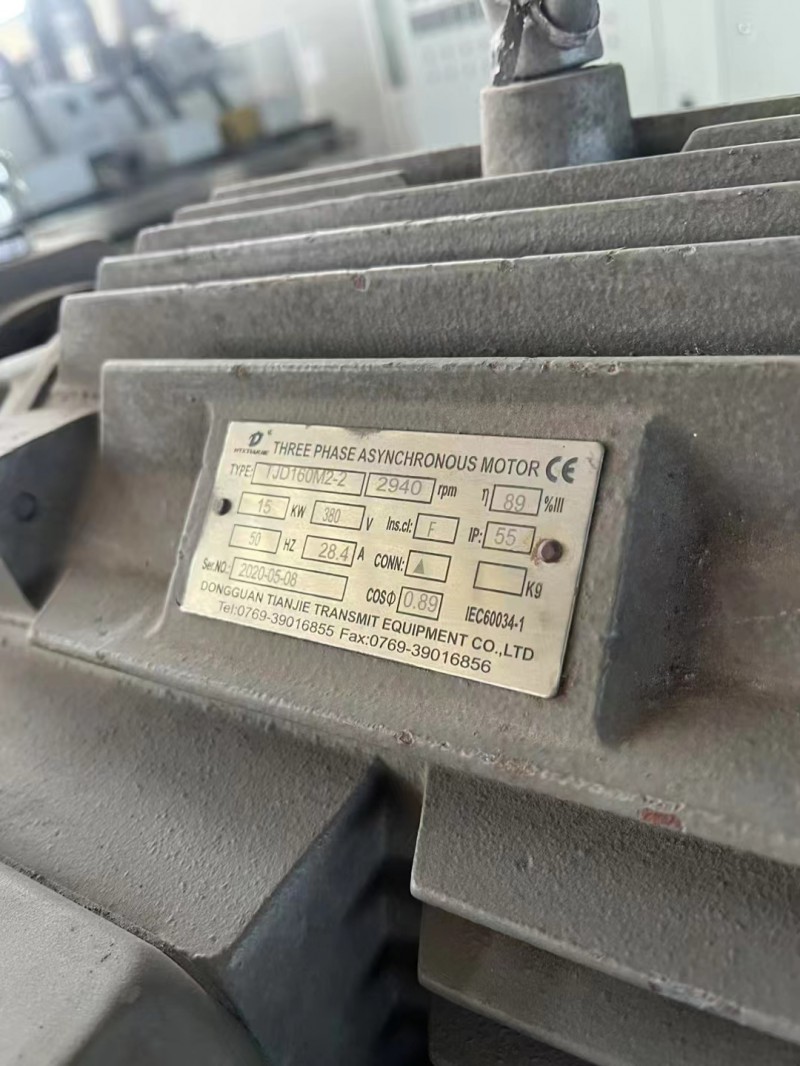 THREE PHASE ASYNCHRONOUS MOTOR CE
TYPE: TJD160M2-2 2940 rpm η 89 %III
15 KW 380 V Ins.cl: F IP: 55
50 HZ 28.4 A CONN: ▲ K9
Ser.NO.: 2020-05-08 COSΦ 0.89 IEC60034-1
DONGGUAN TIANJIE TRANSMIT EQUIPMENT CO.,LTD
Tel:0769-39016855 Fax:0769-39016856